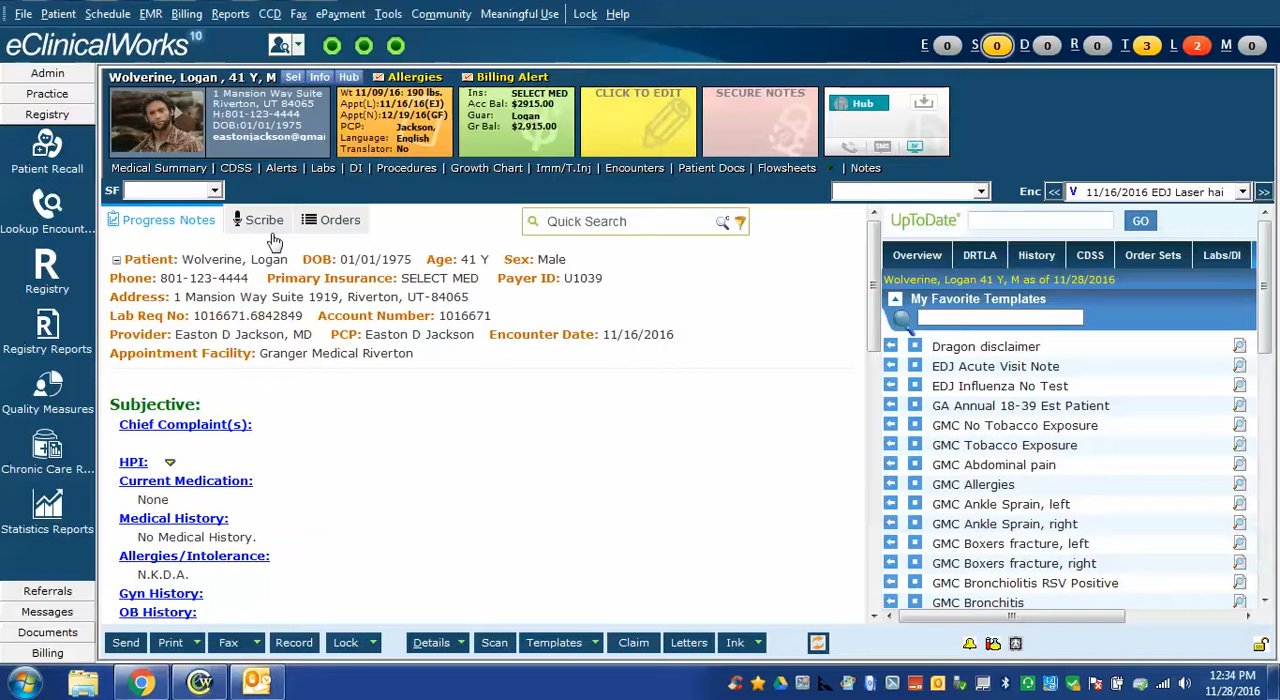 File Patient Schedule EMR Billing Reports CCD Fax ePayment Tools Community Meaningful Use Lock Help
eClinicalWorks 10
E 0 S 0 D 0 R 0 T 3 L 2 M 0
Admin
Practice
Registry
Patient Recall
Lookup Encount...
Registry
Registry Reports
Quality Measures
Chronic Care R...
Statistics Reports
Referrals
Messages
Documents
Billing
Wolverine, Logan , 41 Y, M Sel Info Hub Allergies Billing Alert
1 Mansion Way Suite
Riverton, UT 84065
H:801-123-4444
DOB:01/01/1975
eastonjackson@gmai
Wt 11/09/16: 190 lbs.
Appt(L):11/16/16(EJ)
Appt(N):12/19/16(GF)
PCP: Jackson,
Language: English
Translator: No
Ins: SELECT MED
Acc Bal: $2915.00
Guar: Logan
Gr Bal: $2,915.00
CLICK TO EDIT
SECURE NOTES
Hub
SMS
Medical Summary CDSS Alerts Labs DI Procedures Growth Chart Imm/T.Inj Encounters Patient Docs Flowsheets Notes
SF
Enc << V 11/16/2016 EDJ Laser hai >>
Progress Notes Scribe Orders
Quick Search
Patient: Wolverine, Logan DOB: 01/01/1975 Age: 41 Y Sex: Male
Phone: 801-123-4444 Primary Insurance: SELECT MED Payer ID: U1039
Address: 1 Mansion Way Suite 1919, Riverton, UT-84065
Lab Req No: 1016671.6842849 Account Number: 1016671
Provider: Easton D Jackson, MD PCP: Easton D Jackson Encounter Date: 11/16/2016
Appointment Facility: Granger Medical Riverton
Subjective:
Chief Complaint(s):
HPI:
Current Medication:
None
Medical History:
No Medical History.
Allergies/Intolerance:
N.K.D.A.
Gyn History:
OB History:
UpToDate® GO
Overview DRTLA History CDSS Order Sets Labs/DI
Wolverine, Logan 41 Y, M as of 11/28/2016
My Favorite Templates
Dragon disclaimer
EDJ Acute Visit Note
EDJ Influenza No Test
GA Annual 18-39 Est Patient
GMC No Tobacco Exposure
GMC Tobacco Exposure
GMC Abdominal pain
GMC Allergies
GMC Ankle Sprain, left
GMC Ankle Sprain, right
GMC Boxers fracture, left
GMC Boxers fracture, right
GMC Bronchiolitis RSV Positive
GMC Bronchitis
Send Print Fax Record Lock Details Scan Templates Claim Letters Ink
12:34 PM
11/28/2016